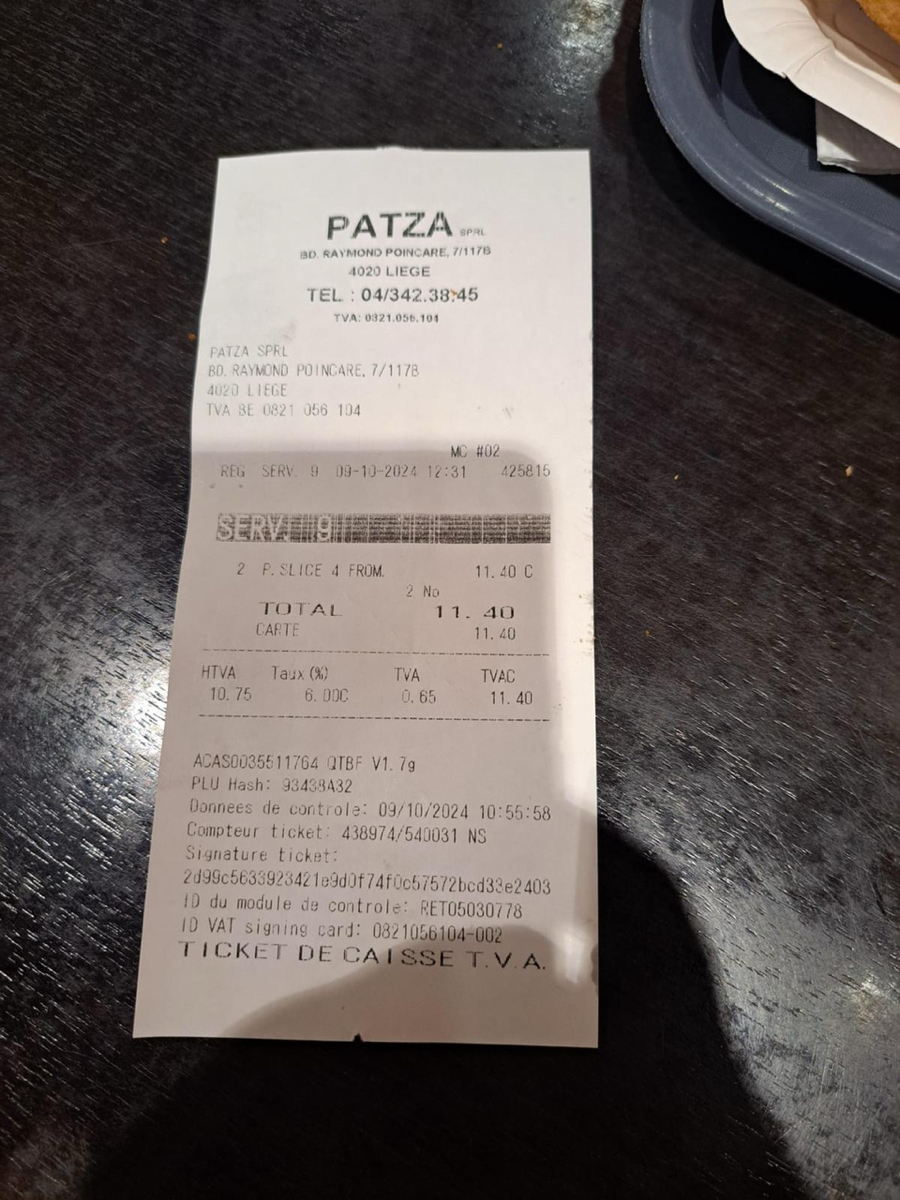 PATZA SPRL
BD. RAYMOND POINCARE, 7/117B
4020 LIEGE
TEL : 04/342.38.45
TVA: 0821.056.104
PATZA SPRL
BD. RAYMOND POINCARE, 7/117B
4020 LIEGE
TVA BE 0821 056 104
MC #02
REG SERV. 9 09-10-2024 12:31 425815
SERV. 9
2 P.SLICE 4 FROM. 11.40 C
2 No
TOTAL 11.40
CARTE 11.40
HTVA Taux(%) TVA TVAC
10.75 6.00C 0.65 11.40
ACAS0035511764 QTBF V1.7g
PLU Hash: 93438A32
Donnees de controle: 09/10/2024 10:55:58
Compteur ticket: 438974/540031 NS
Signature ticket:
2d99c5633923421e9d0f74f0c57572bcd33e2403
ID du module de controle: RET05030778
ID VAT signing card: 0821056104-002
TICKET DE CAISSE T.V.A.